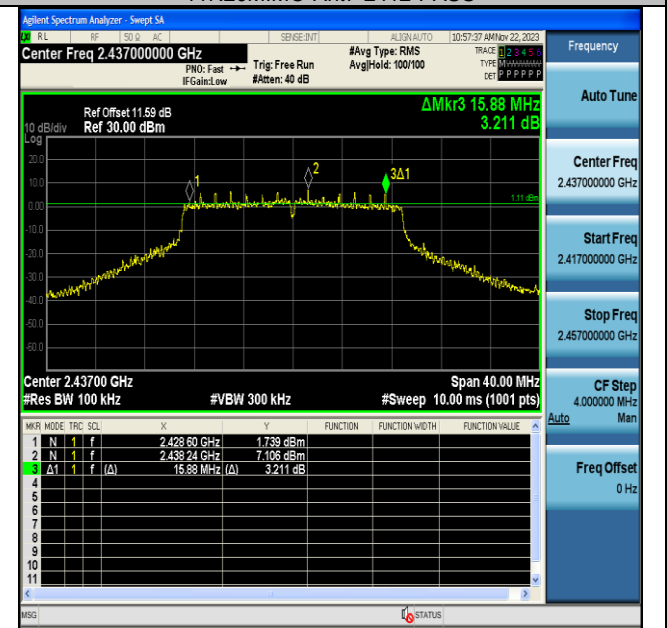 Agilent Spectrum Analyzer - Swept SA
RL RF 50 Ω AC SENSE:INT ALIGN AUTO 10:57:37 AM Nov 22, 2023
Center Freq 2.437000000 GHz
PNO: Fast
IFGain:Low
Trig: Free Run
#Atten: 40 dB
#Avg Type: RMS
Avg|Hold: 100/100
TRACE 1 2 3 4 5 6
TYPE M
DET P P P P P P
Frequency
Auto Tune
Center Freq
2.437000000 GHz
Start Freq
2.417000000 GHz
Stop Freq
2.457000000 GHz
CF Step
4.000000 MHz
Auto Man
Freq Offset
0 Hz
ΔMkr3 15.88 MHz
3.211 dB
Ref Offset 11.59 dB
10 dB/div Ref 30.00 dBm
Log
20.0
10.0
0.00
-10.0
-20.0
-30.0
-40.0
-50.0
-60.0
1
2
3Δ1
1.11 dBm
Center 2.43700 GHz Span 40.00 MHz
#Res BW 100 kHz #VBW 300 kHz #Sweep 10.00 ms (1001 pts)
MKR MODE TRC SCL X Y FUNCTION FUNCTION WIDTH FUNCTION VALUE
1 N 1 f 2.428 60 GHz 1.739 dBm
2 N 1 f 2.438 24 GHz 7.106 dBm
3 Δ1 1 f (Δ) 15.88 MHz (Δ) 3.211 dB
4
5
6
7
8
9
10
11
MSG STATUS